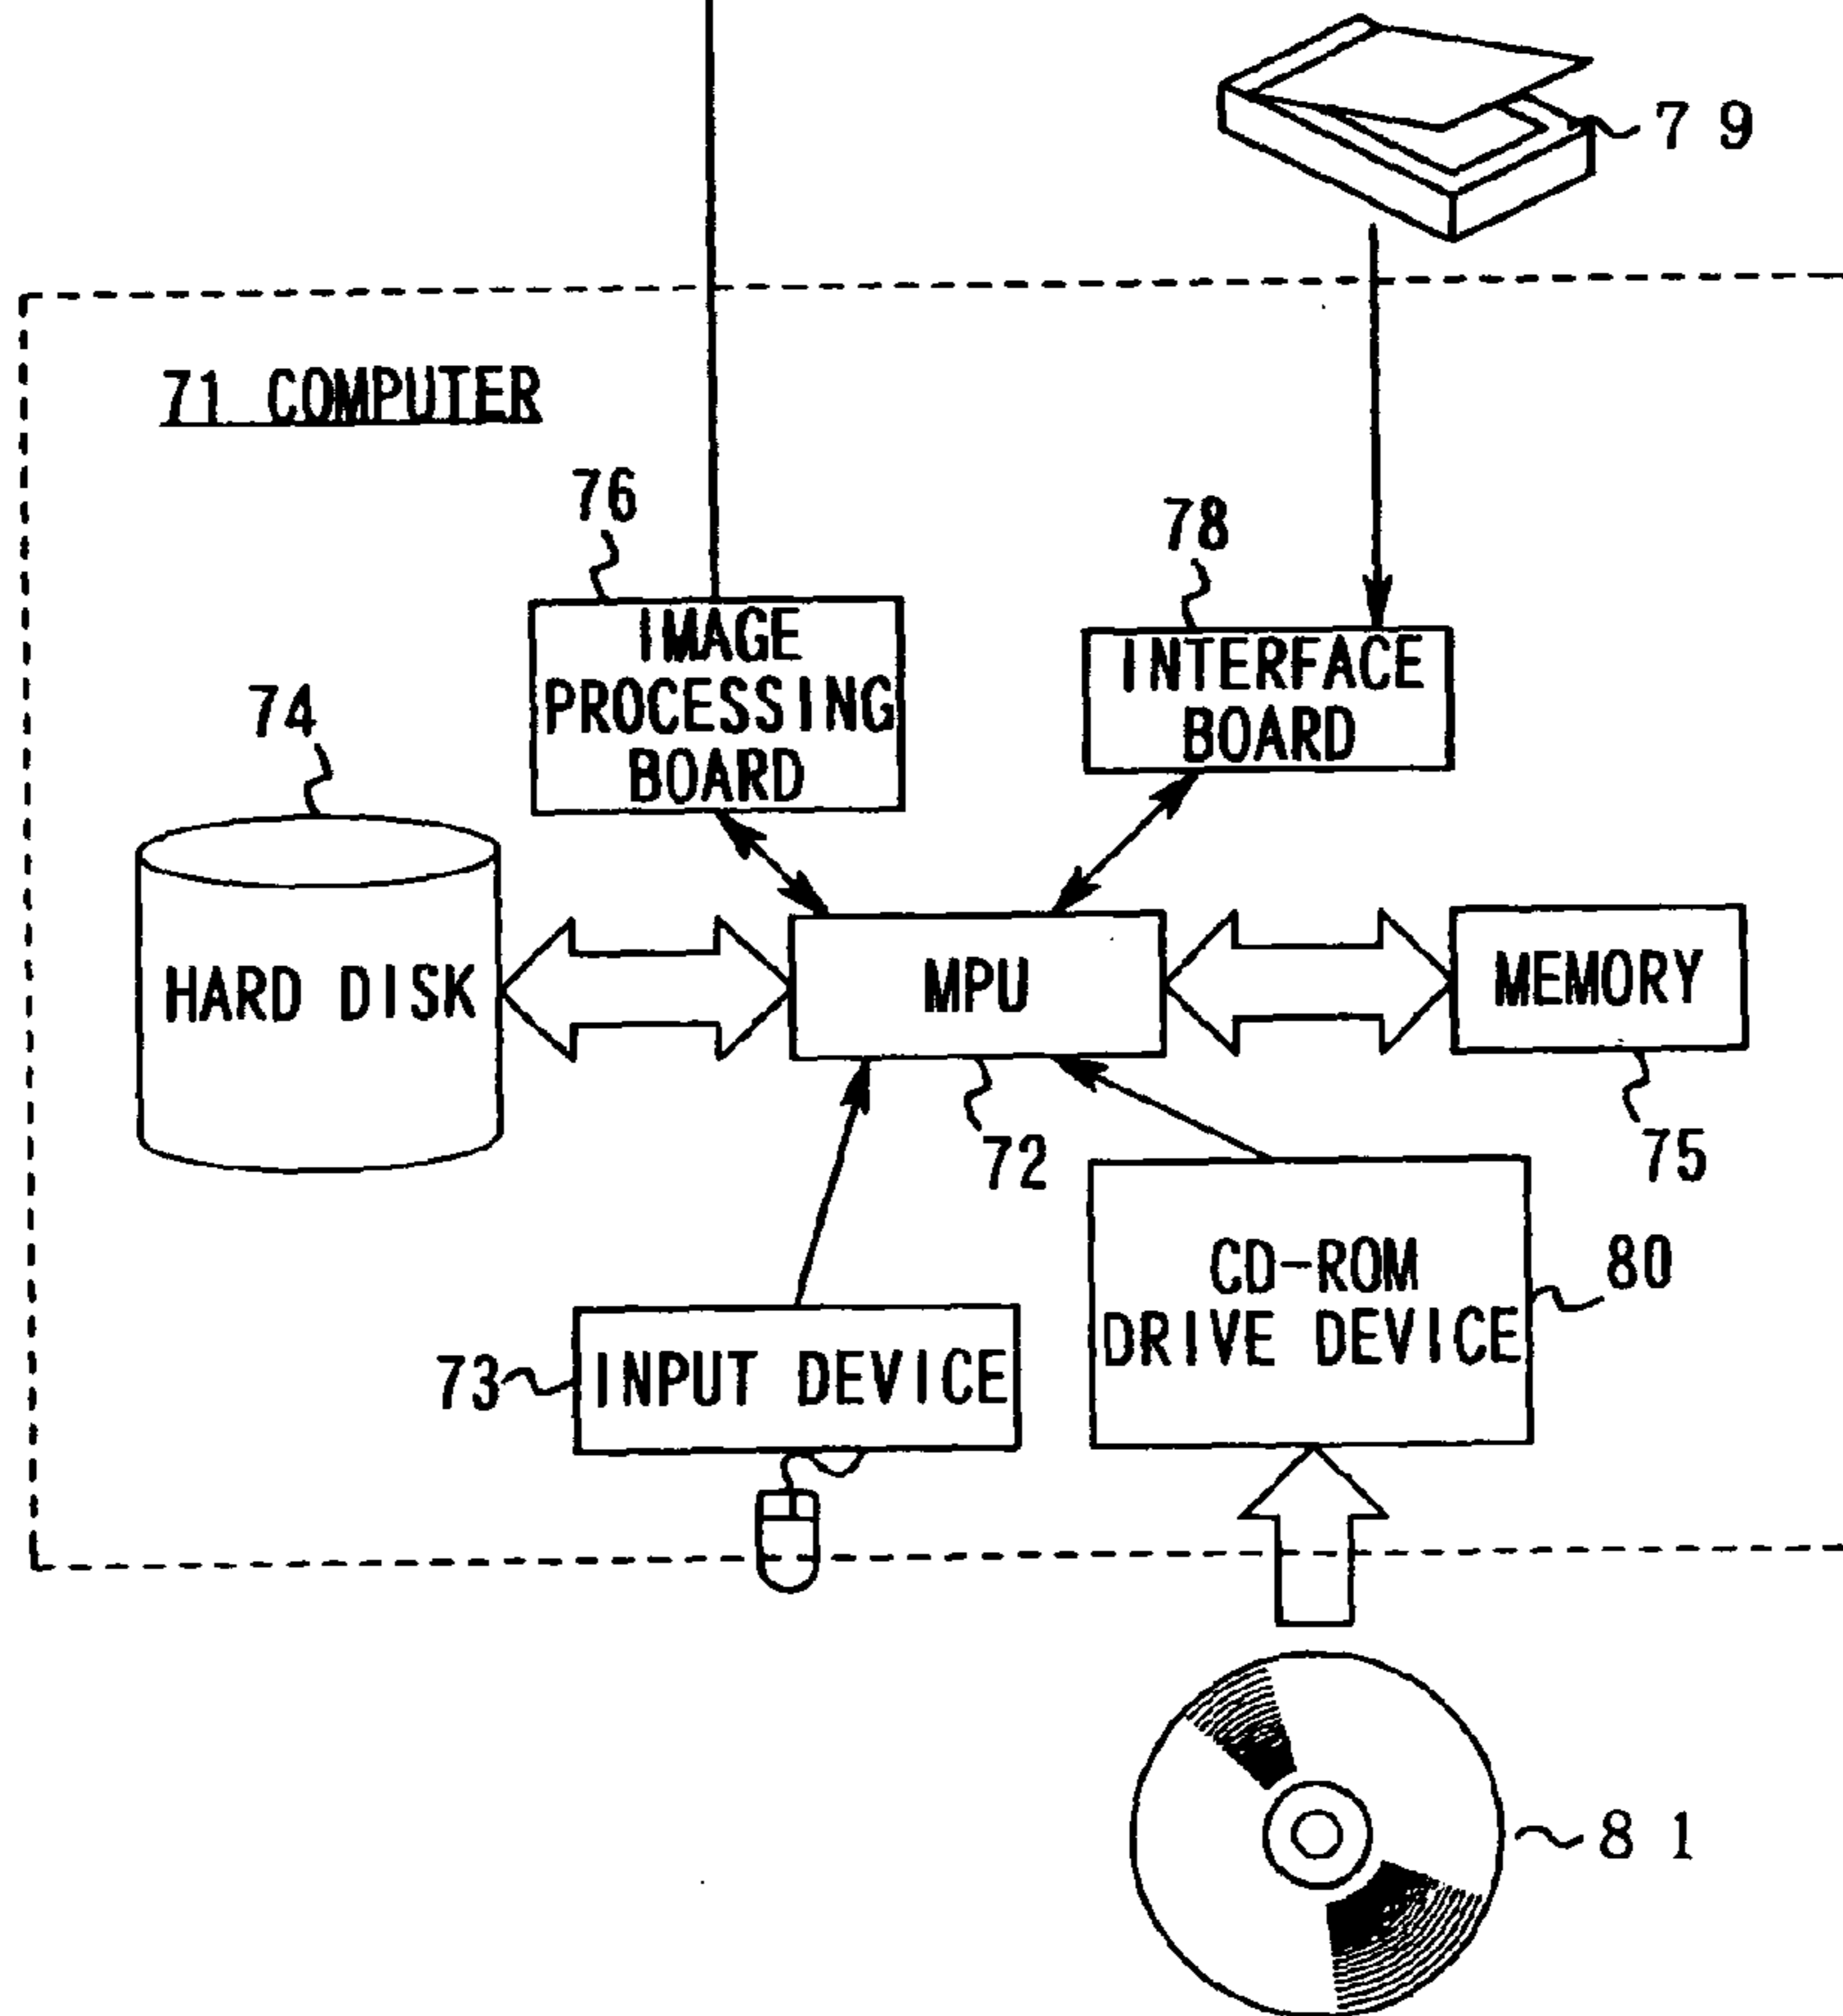 7 9
71 COMPUTER
76
78
IMAGE
PROCESSING
BOARD
INTERFACE
BOARD
74
HARD DISK
MPU
MEMORY
72
75
CD-ROM
DRIVE DEVICE
80
73
INPUT DEVICE
8 1